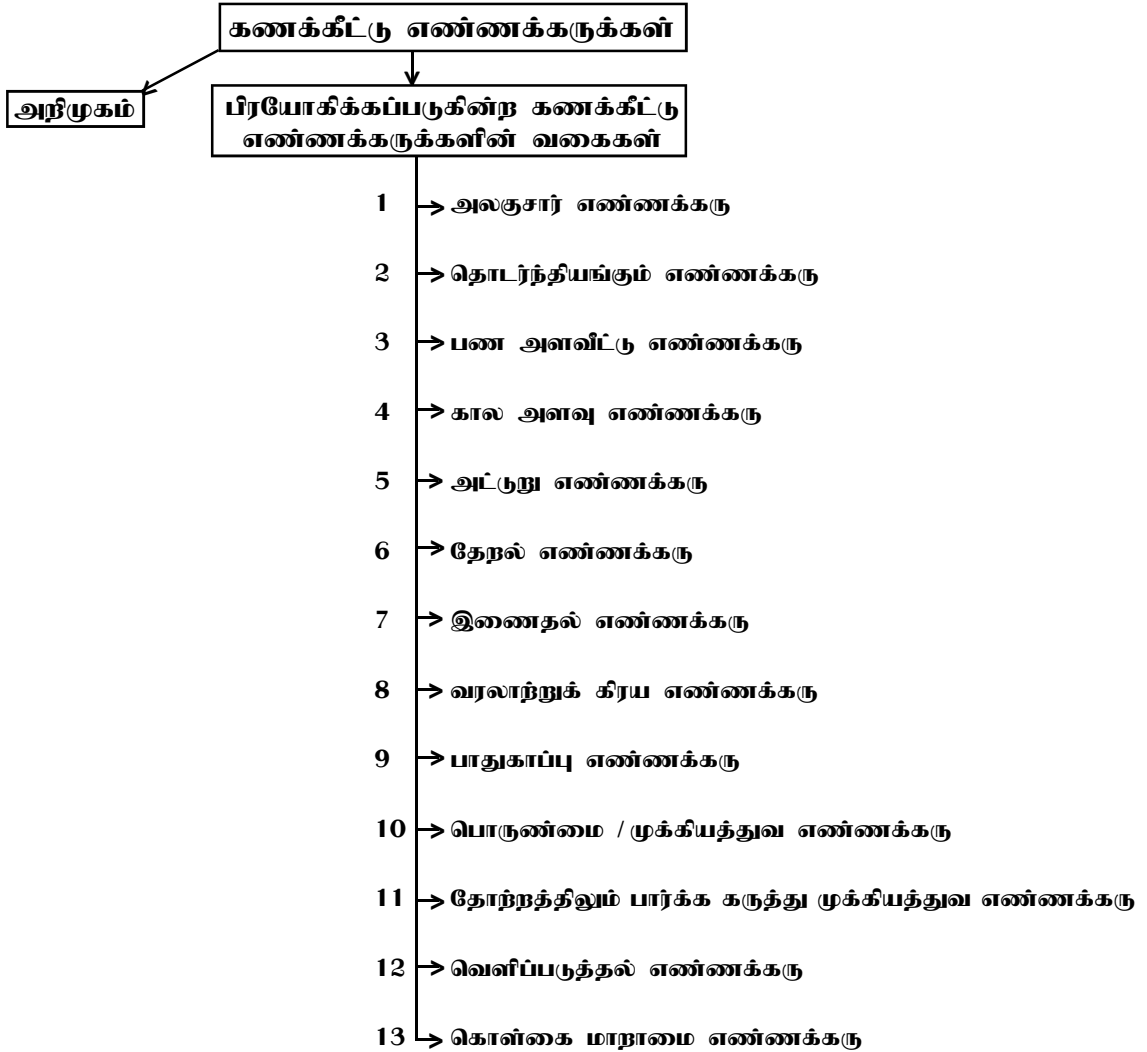 கணக்கீட்டு எண்ணக்கருக்கள்
அறிமுகம்
பிரயோகிக்கப்படுகின்ற கணக்கீட்டு
எண்ணக்கருக்களின் வகைகள்
1 அலகுசார் எண்ணக்கரு
2 தொடர்ந்தியங்கும் எண்ணக்கரு
3 பண அளவீட்டு எண்ணக்கரு
4 கால அளவு எண்ணக்கரு
5 அட்டுறு எண்ணக்கரு
6 தேறல் எண்ணக்கரு
7 இணைதல் எண்ணக்கரு
8 வரலாற்றுக் கிரய எண்ணக்கரு
9 பாதுகாப்பு எண்ணக்கரு
10 பொருண்மை / முக்கியத்துவ எண்ணக்கரு
11 தோற்றத்திலும் பார்க்க கருத்து முக்கியத்துவ எண்ணக்கரு
12 வெளிப்படுத்தல் எண்ணக்கரு
13 கொள்கை மாறாமை எண்ணக்கரு